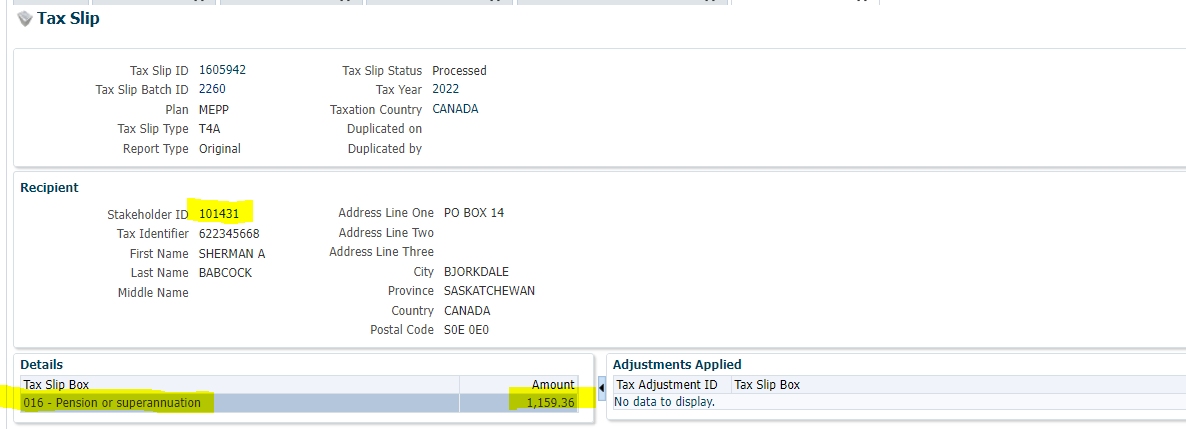 Tax Slip
Tax Slip ID 1605942 Tax Slip Status Processed
Tax Slip Batch ID 2260 Tax Year 2022
Plan MEPP Taxation Country CANADA
Tax Slip Type T4A Duplicated on
Report Type Original Duplicated by
Recipient
Stakeholder ID 101431 Address Line One PO BOX 14
Tax Identifier 622345668 Address Line Two
First Name SHERMAN A Address Line Three
Last Name BABCOCK City BJORKDALE
Middle Name Province SASKATCHEWAN
Country CANADA
Postal Code S0E 0E0
Details Adjustments Applied
Tax Slip Box Amount Tax Adjustment ID Tax Slip Box
016 - Pension or superannuation 1,159.36 No data to display.